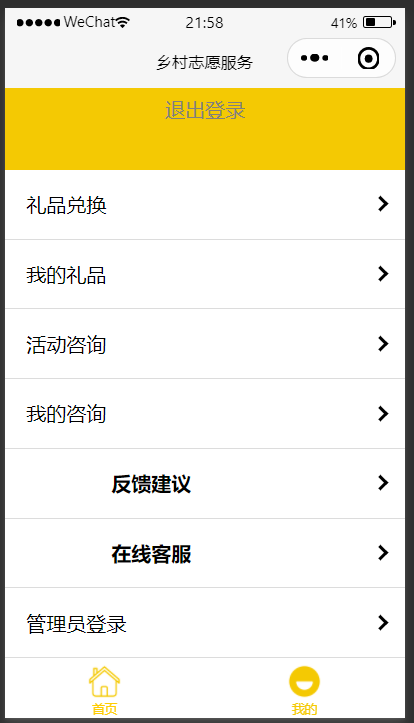 WeChat 21:58 41%
乡村志愿服务
退出登录
礼品兑换
我的礼品
活动咨询
我的咨询
反馈建议
在线客服
管理员登录
首页 我的